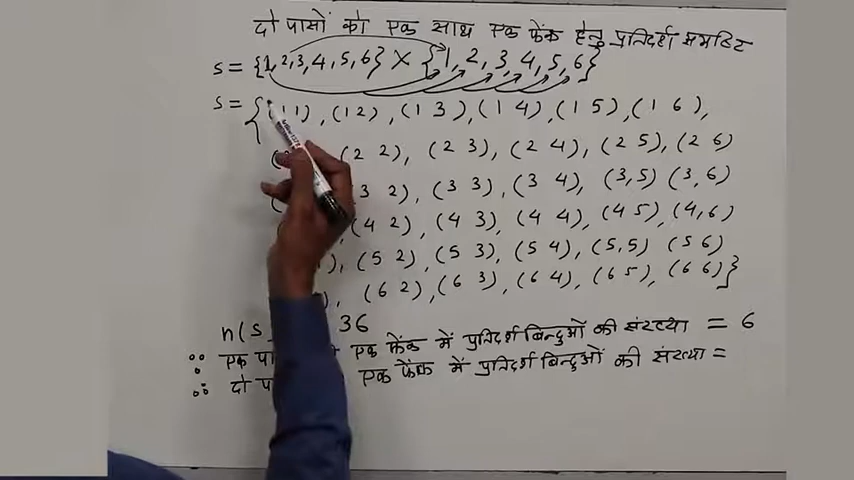 दो पासों को एक साथ एक फेंक हेतु प्रतिदर्श समष्टि
S = {1,2,3,4,5,6} X {1,2,3,4,5,6}
S = {(1 1), (1 2), (1 3), (1 4), (1 5), (1 6),
(2 2), (2 3), (2 4), (2 5), (2 6)
3 2), (3 3), (3 4), (3,5) (3,6)
(4 2), (4 3), (4 4), (4 5), (4,6)
), (5 2), (5 3), (5 4), (5,5) (5 6)
), (6 2), (6 3), (6 4), (6 5), (6 6)}
n(S 36
∵ एक एक फेंक में प्रतिदर्श बिन्दुओं की संख्या = 6
∴ दो एक फेंक में प्रतिदर्श बिन्दुओं की संख्या =